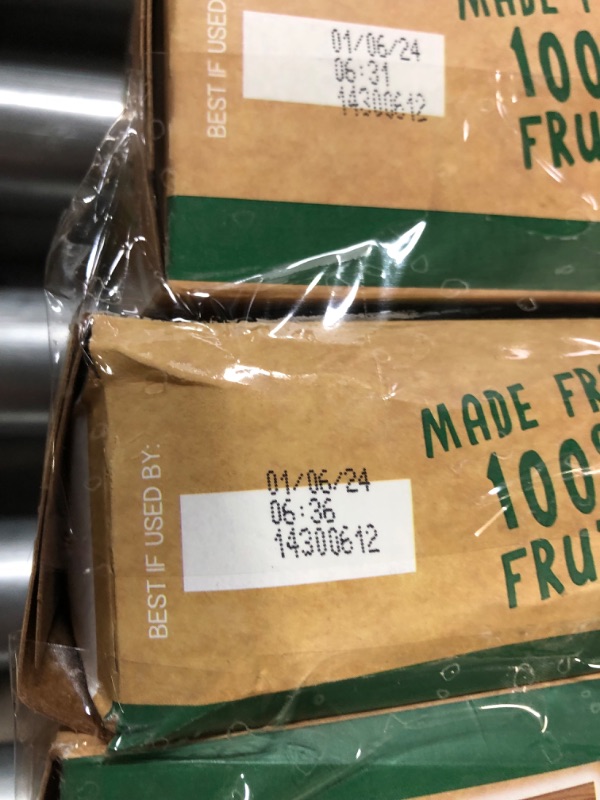 BEST IF USED
01/06/24
06:31
14300612
MADE
100
FRU
BEST IF USED BY:
01/06/24
06:36
14300612
MADE FR
100%
FRU